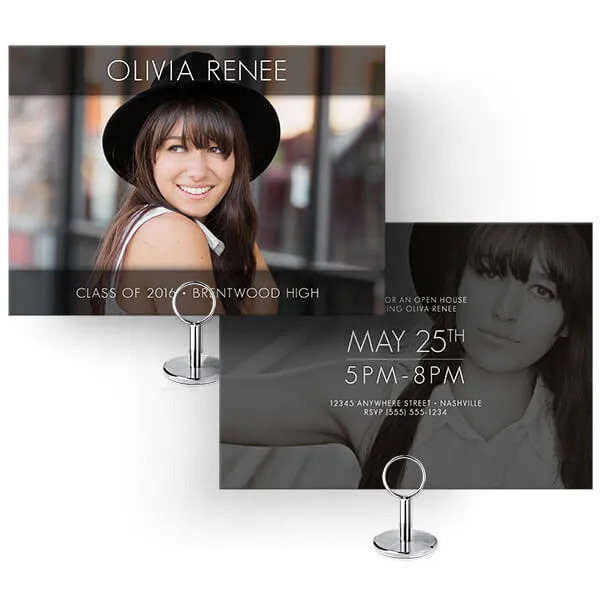 OLIVIA RENEE
CLASS OF 2016 • BRENTWOOD HIGH
OR AN OPEN HOUSE
RING OLIVA RENEE
MAY 25TH
5PM-8PM
12345 ANYWHERE STREET • NASHVILLE
RSVP (555) 555-1234